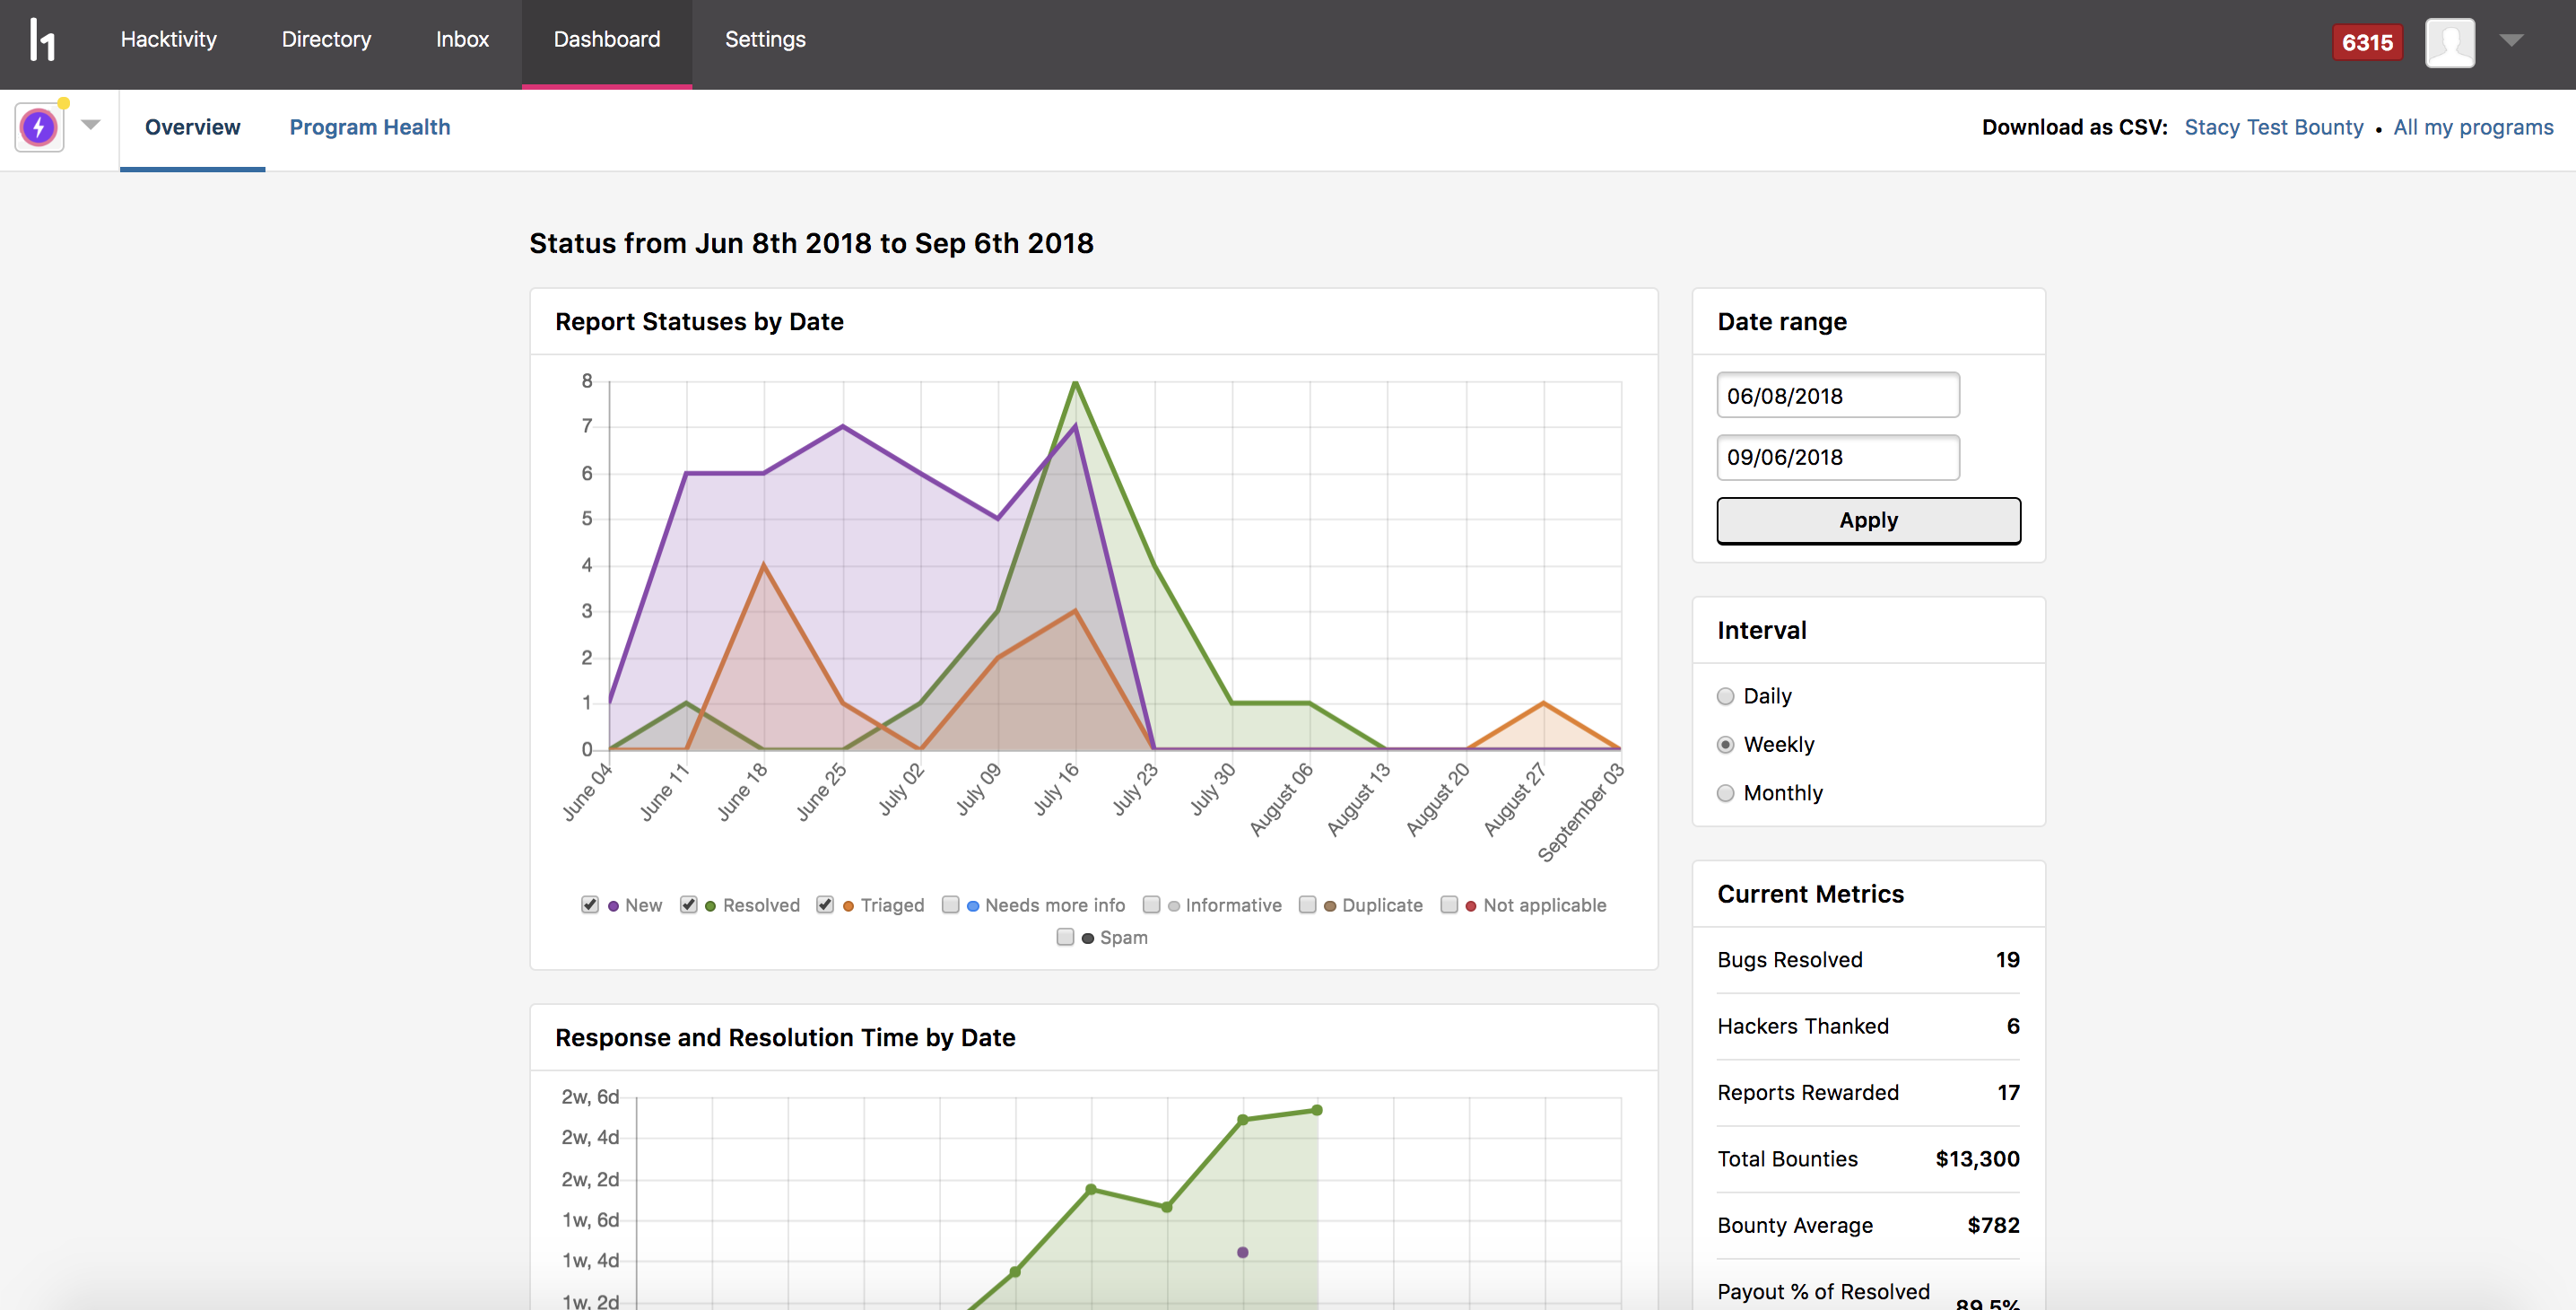 Hacktivity Directory Inbox Dashboard Settings 6315
Overview Program Health Download as CSV: Stacy Test Bounty • All my programs
Status from Jun 8th 2018 to Sep 6th 2018
Report Statuses by Date
8
7
6
5
4
3
2
1
0
June 04 June 11 June 18 June 25 July 02 July 09 July 16 July 23 July 30 August 06 August 13 August 20 August 27 September 03
New Resolved Triaged Needs more info Informative Duplicate Not applicable
Spam
Response and Resolution Time by Date
2w, 6d
2w, 4d
2w, 2d
1w, 6d
1w, 4d
1w, 2d
Date range
06/08/2018
09/06/2018
Apply
Interval
Daily
Weekly
Monthly
Current Metrics
Bugs Resolved 19
Hackers Thanked 6
Reports Rewarded 17
Total Bounties $13,300
Bounty Average $782
Payout % of Resolved
89.5%